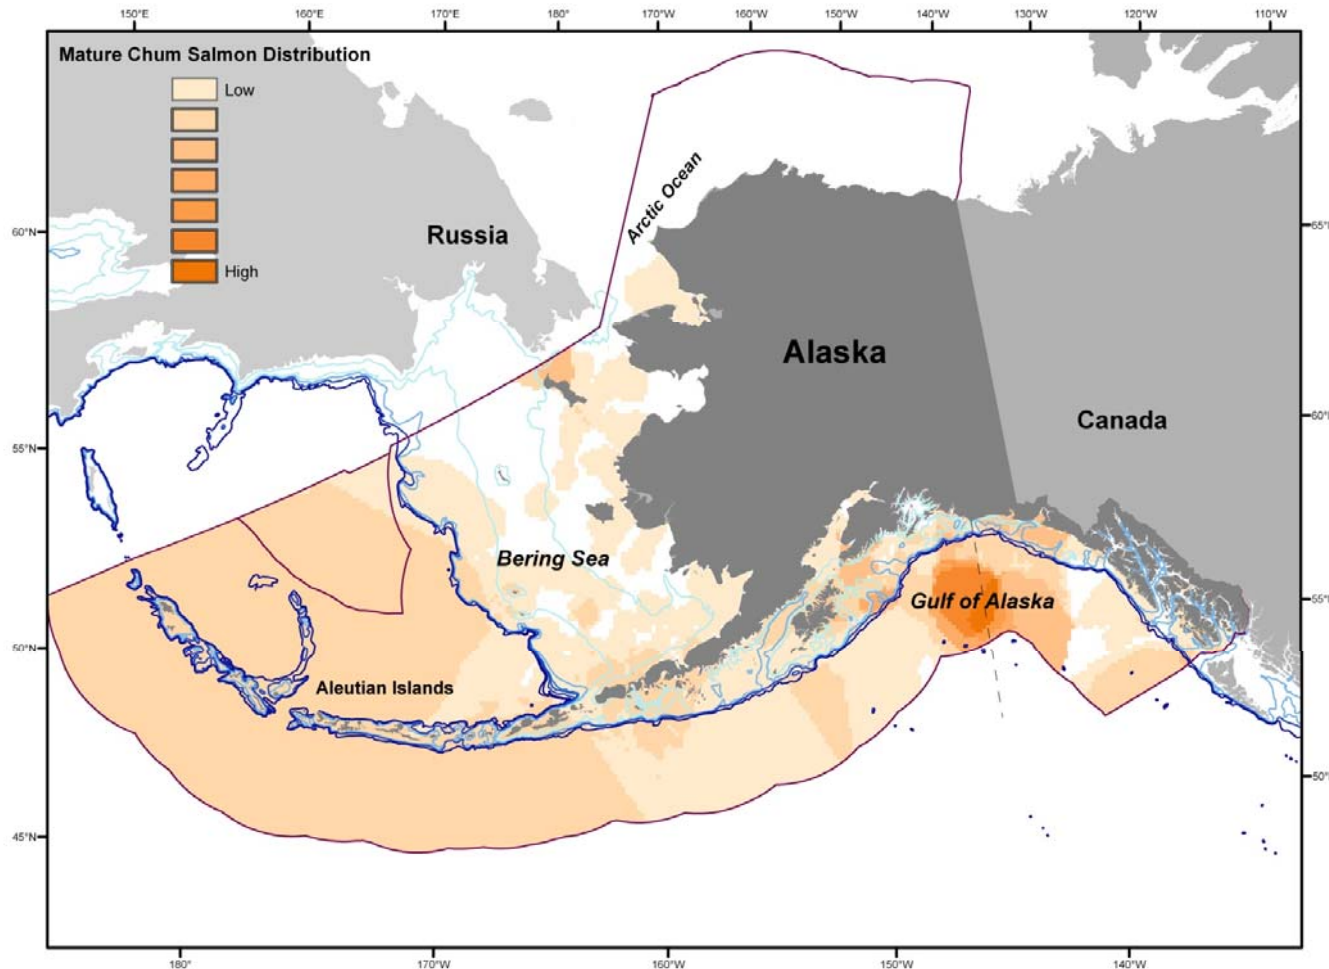 150°E 160°E 170°E 180° 170°W 160°W 150°W 140°W 130°W 120°W 110°W
Mature Chum Salmon Distribution
Low
High
Arctic Ocean
Russia
60°N
65°N
Alaska
Canada
60°N
55°N
Bering Sea
Gulf of Alaska
55°N
50°N
Aleutian Islands
50°N
45°N
180° 170°W 160°W 150°W 140°W